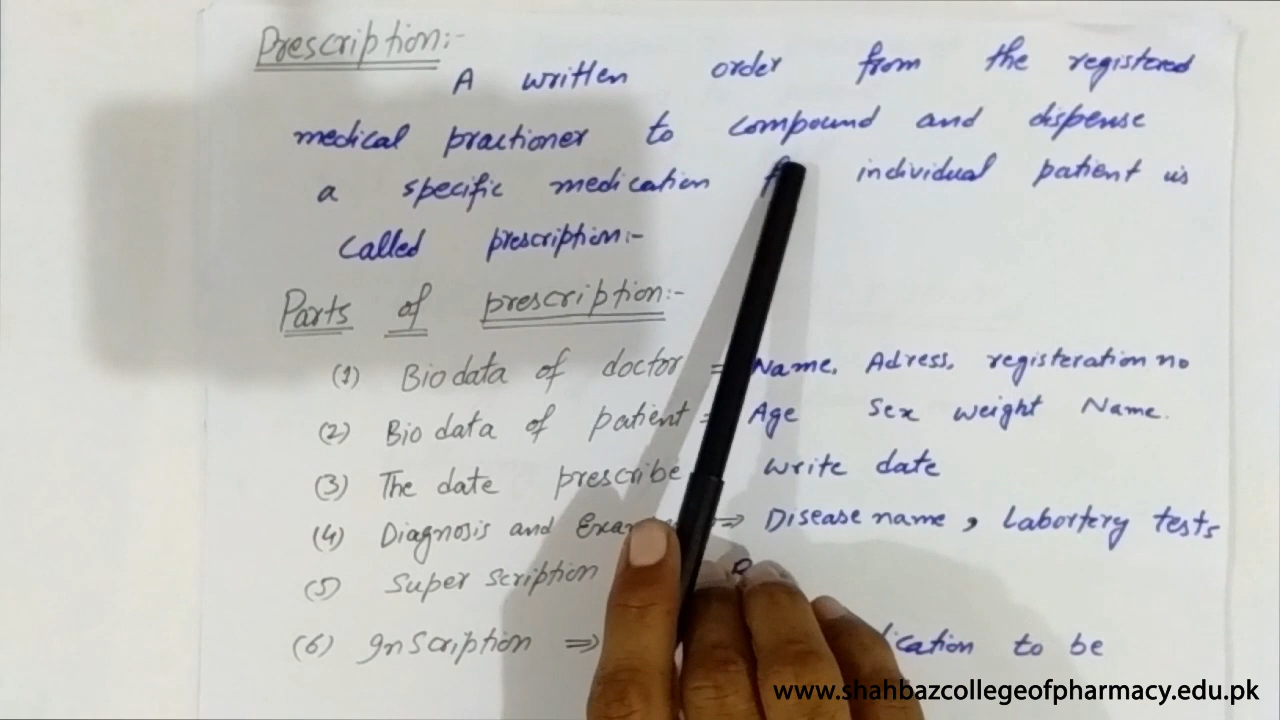 Prescription:-
A written order from the registered
medical practioner to compound and dispense
a specific medication individual patient is
called prescription:-
Parts of prescription:-
(1) Bio data of doctor = Name, Adress, registeration no
(2) Bio data of patient = Age Sex weight Name.
(3) The date prescribe write date
(4) Diagnosis and ⇒ Disease name, Labortery tests
(5) Super scription
(6) Inscription ⇒ to be
www.shahbazcollegeofpharmacy.edu.pk